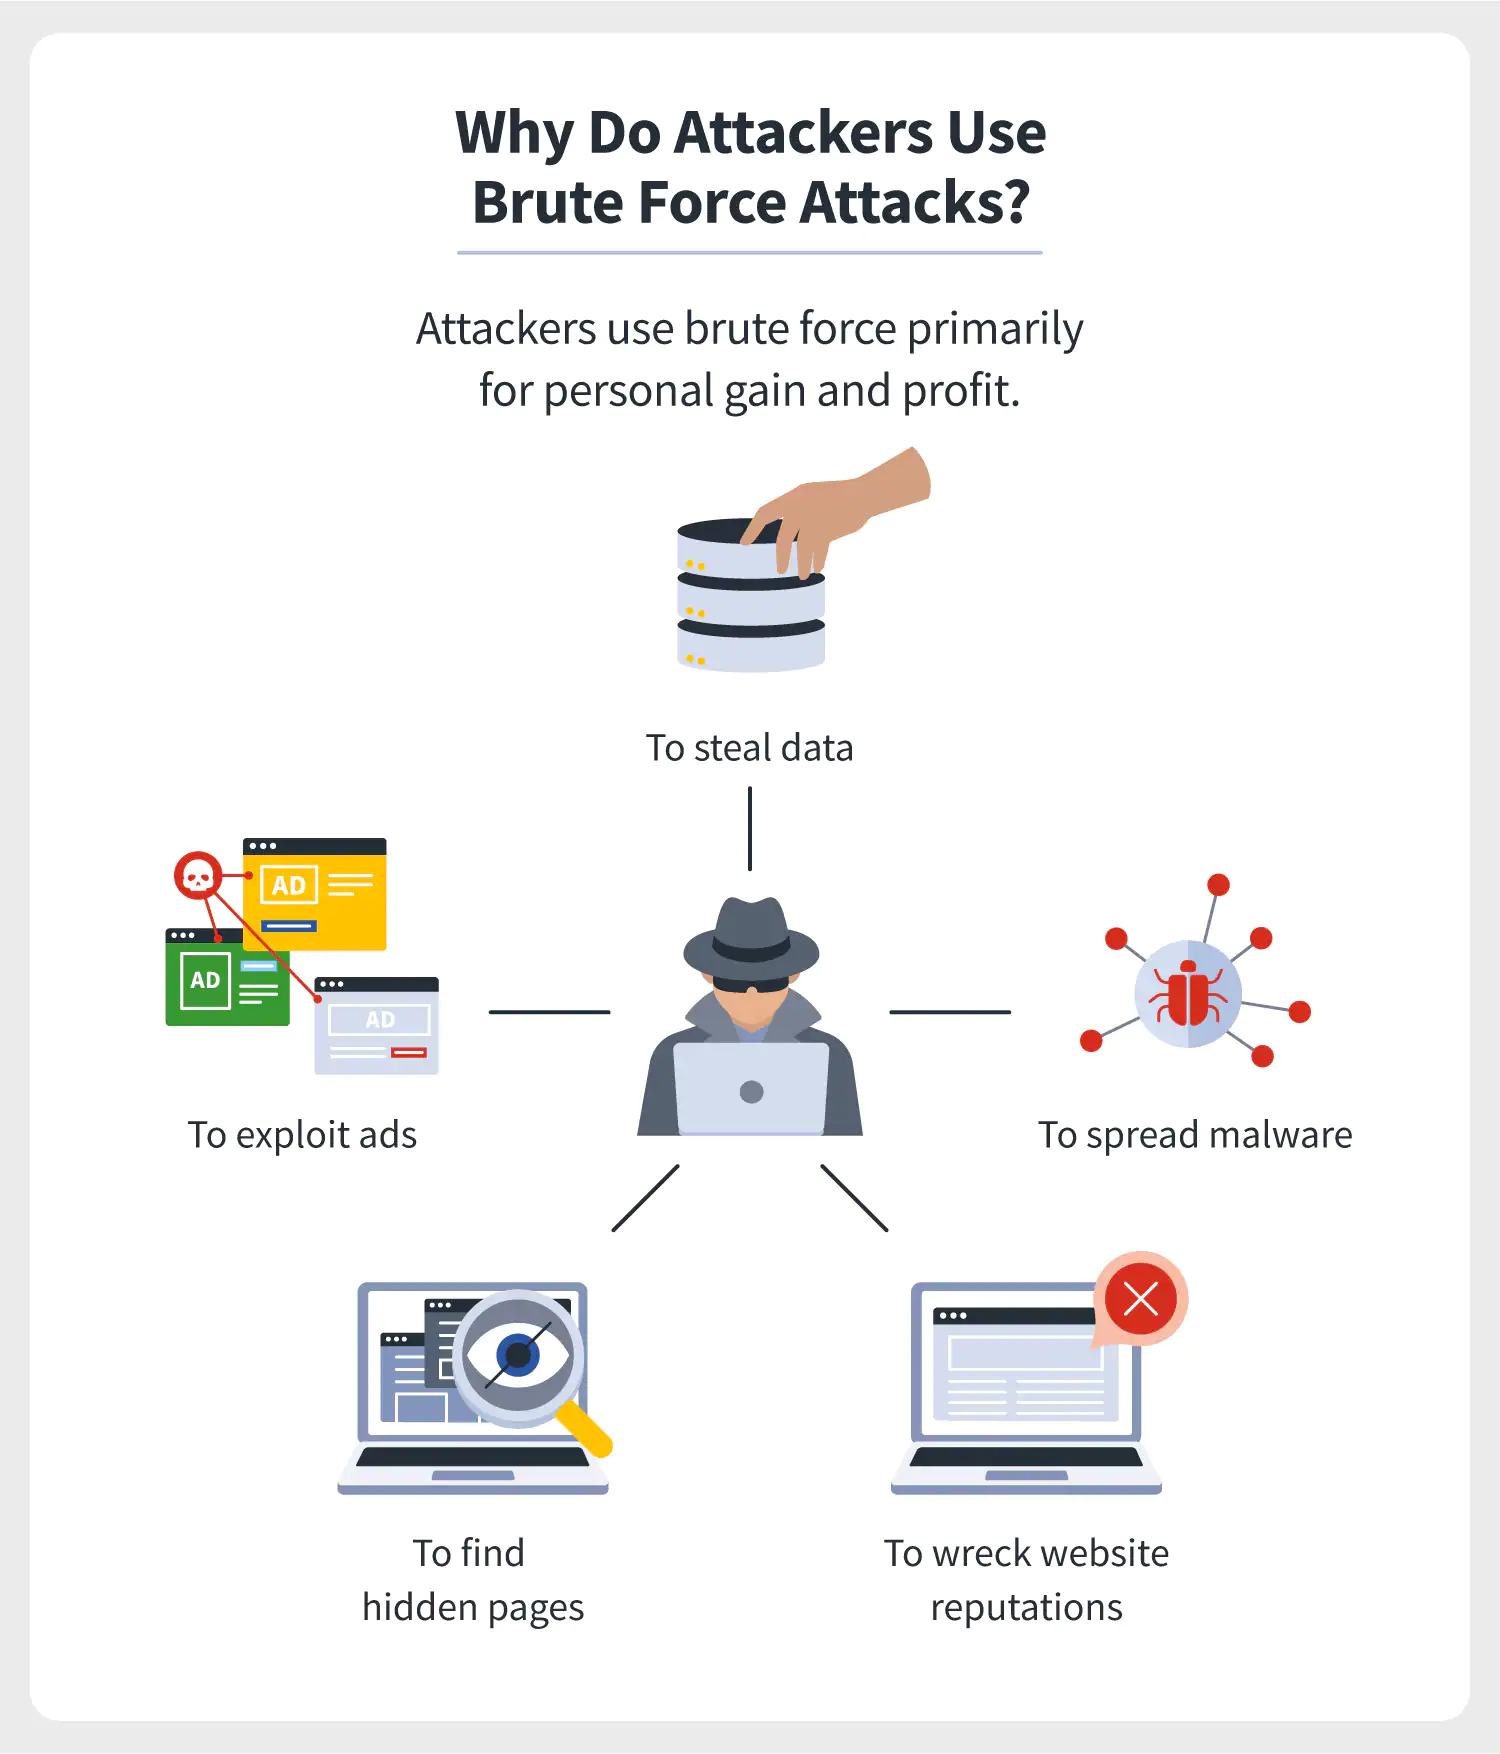 Why Do Attackers Use
Brute Force Attacks?
Attackers use brute force primarily
for personal gain and profit.
To steal data
AD
AD
AD
To exploit ads
To spread malware
To find
hidden pages
To wreck website
reputations